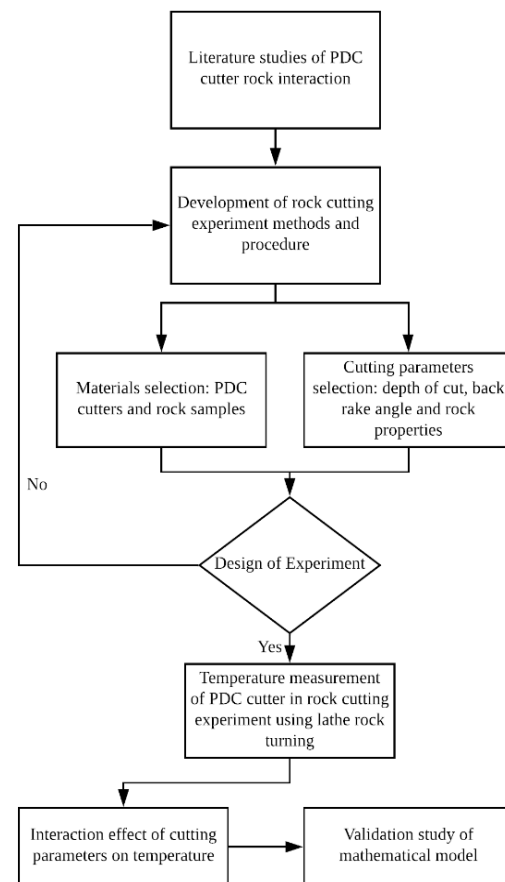 Literature studies of PDC
cutter rock interaction
Development of rock cutting
experiment methods and
procedure
Materials selection: PDC
cutters and rock samples
Cutting parameters
selection: depth of cut, back
rake angle and rock
properties
No
Design of Experiment
Yes
Temperature measurement
of PDC cutter in rock cutting
experiment using lathe rock
turning
Interaction effect of cutting
parameters on temperature
Validation study of
mathematical model